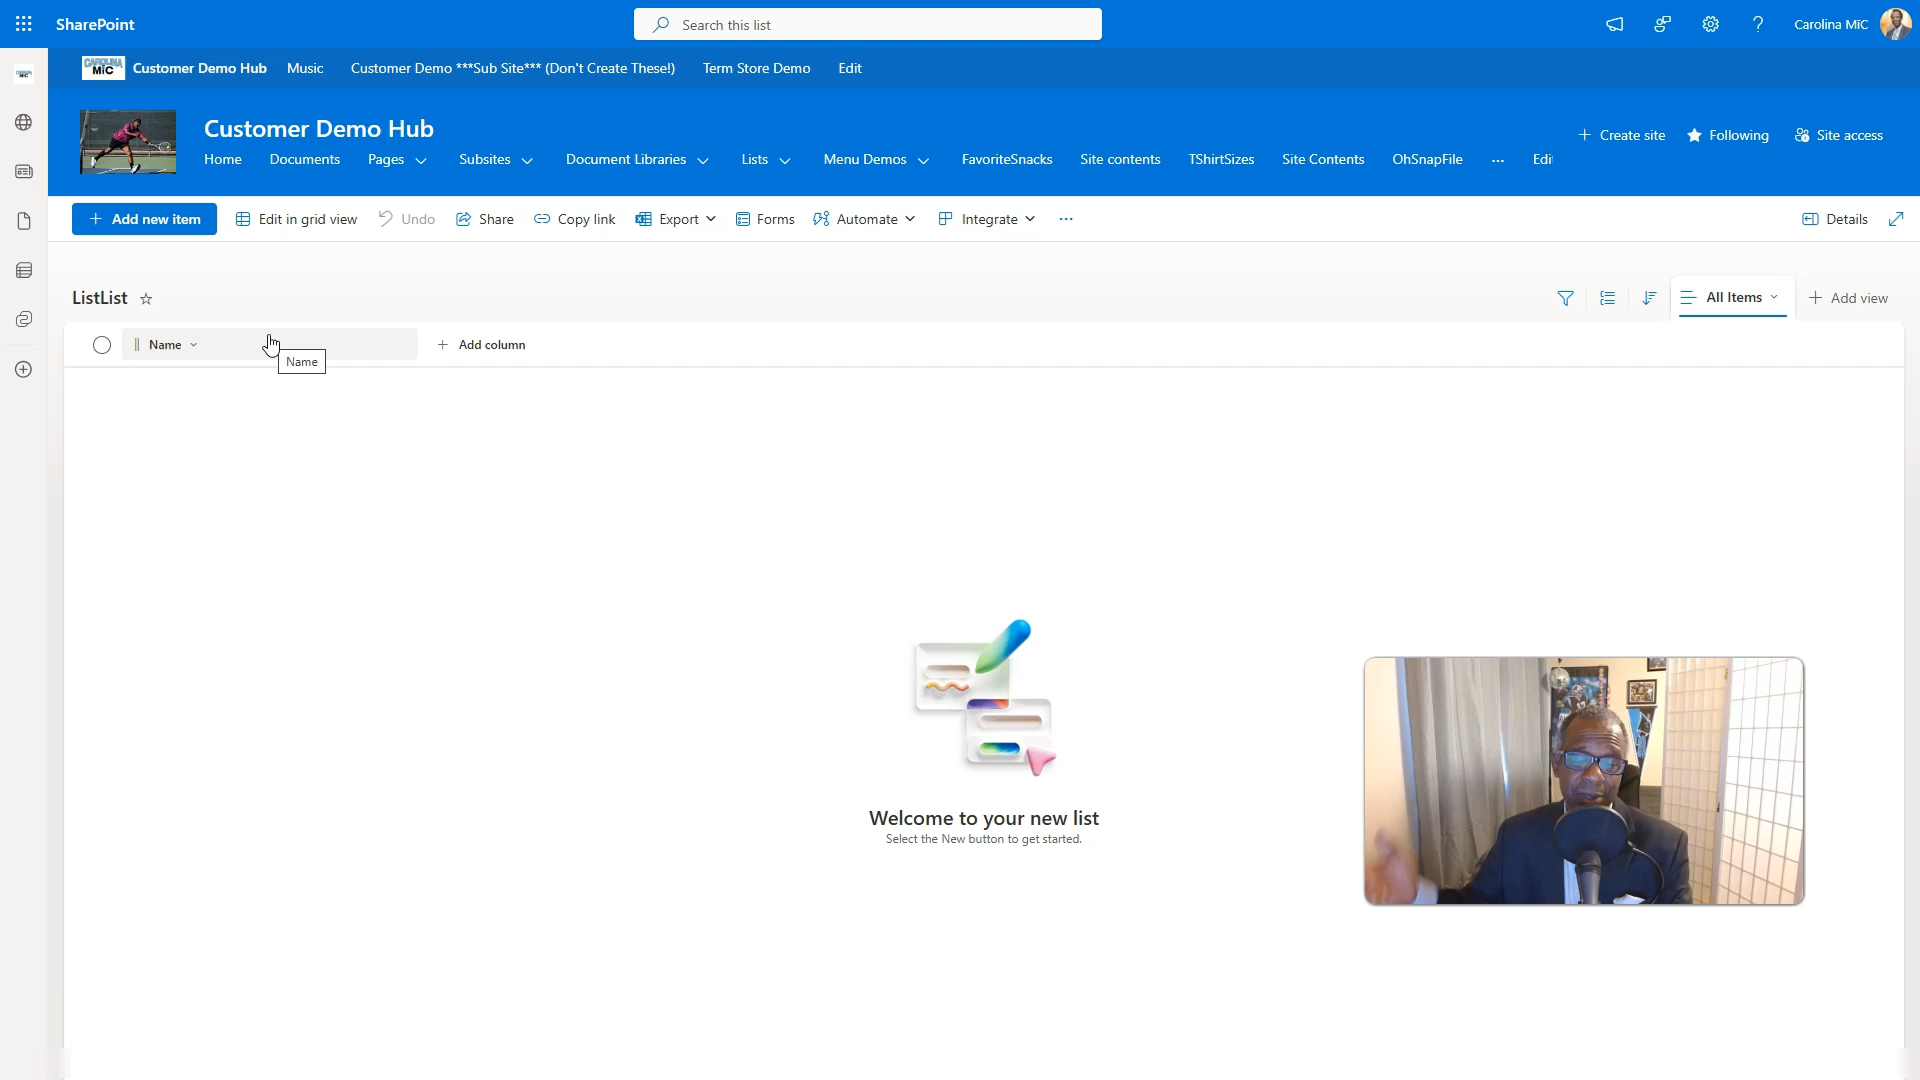 SharePoint
Search this list
Carolina MiC
CAROLINA
MiC
Customer Demo Hub
Music
Customer Demo ***Sub Site*** (Don't Create These!)
Term Store Demo
Edit
Customer Demo Hub
Create site
Following
Site access
Home
Documents
Pages
Subsites
Document Libraries
Lists
Menu Demos
FavoriteSnacks
Site contents
TShirtSizes
Site Contents
OhSnapFile
...
Edi
Add new item
Edit in grid view
Undo
Share
Copy link
Export
Forms
Automate
Integrate
...
Details
ListList
All Items
Add view
Name
Add column
Name
Welcome to your new list
Select the New button to get started.